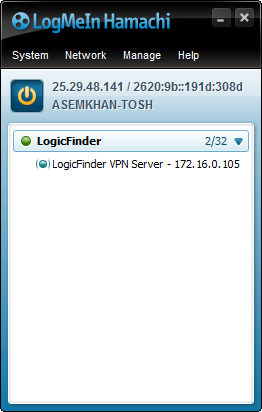 LogMeIn Hamachi
System Network Manage Help
25.29.48.141 / 2620:9b::191d:308d
ASEMKHAN-TOSH
LogicFinder 2/32
LogicFinder VPN Server - 172.16.0.105